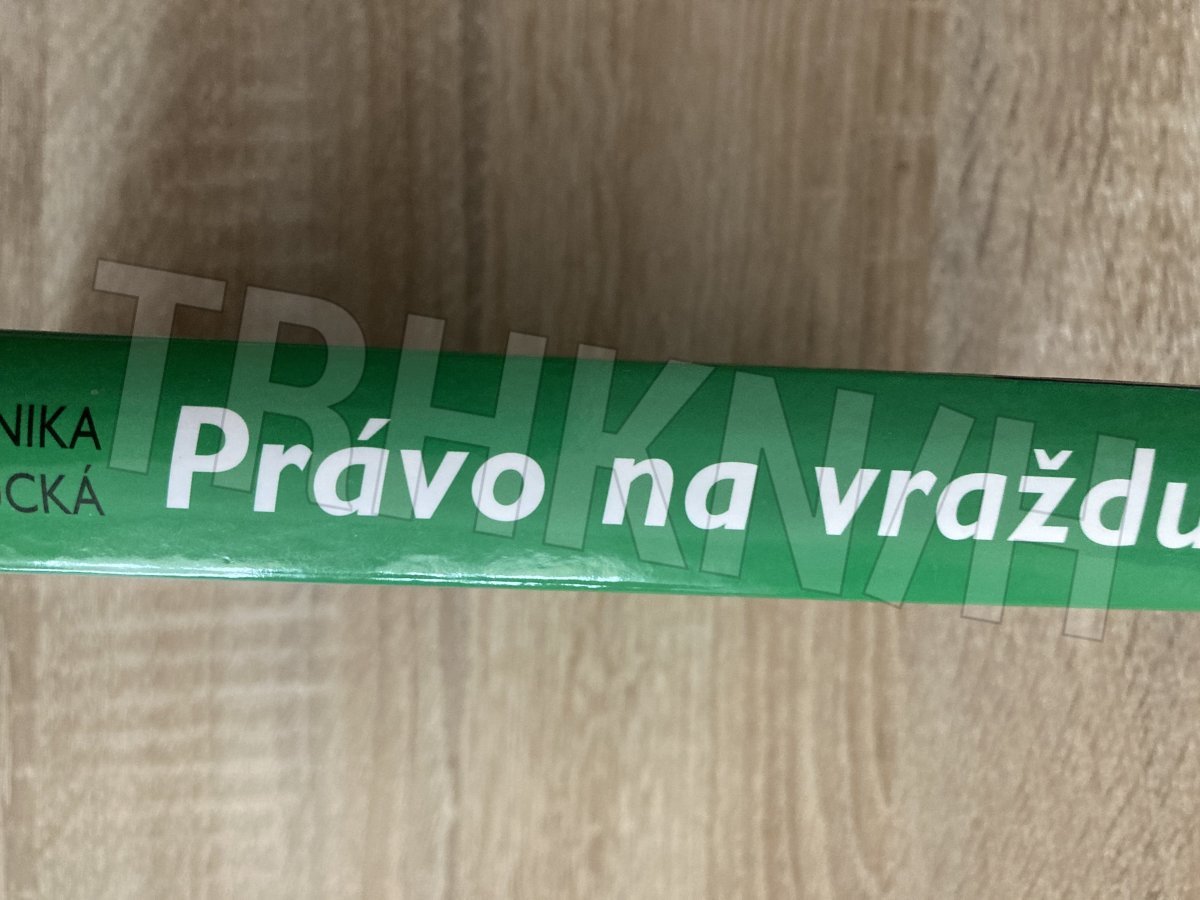 NIKA
CKÁ
Právo na vraždu
TRHKNIH